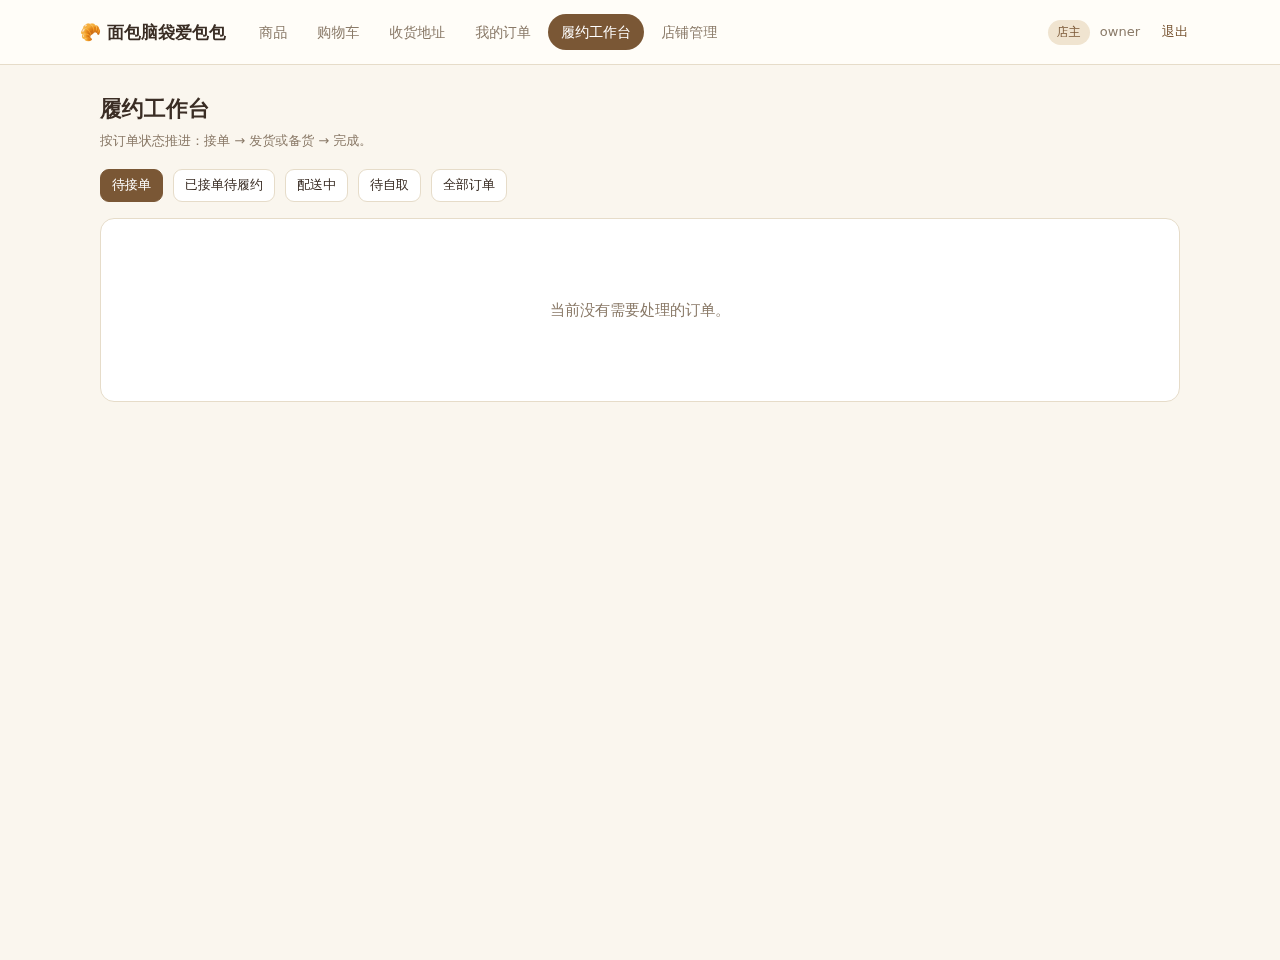 🥐 面包脑袋爱包包 商品 购物车 收货地址 我的订单 履约工作台 店铺管理 店主 owner 退出
履约工作台
按订单状态推进：接单 → 发货或备货 → 完成。
待接单 已接单待履约 配送中 待自取 全部订单
当前没有需要处理的订单。